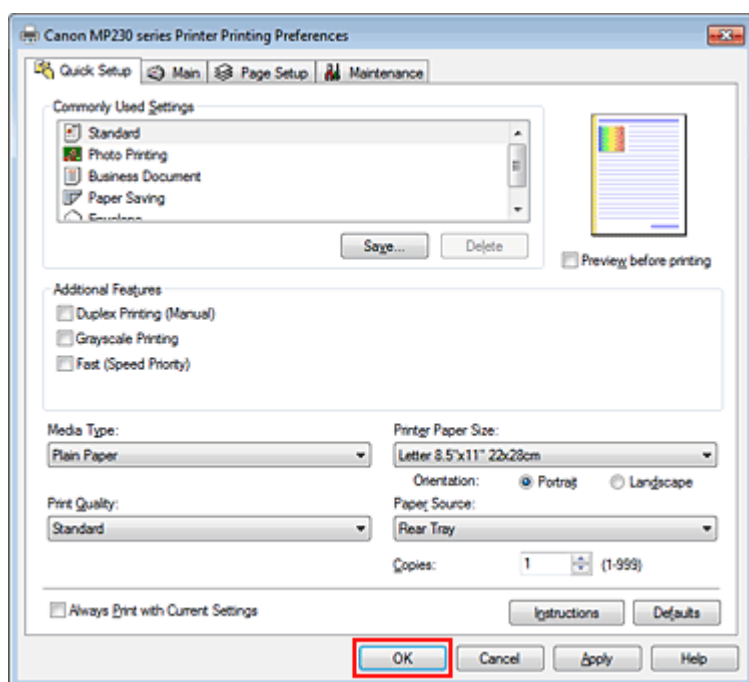 Canon MP230 series Printer Printing Preferences
Quick Setup Main Page Setup Maintenance
Commonly Used Settings
Standard
Photo Printing
Business Document
Paper Saving
Envelope
Save... Delete
Preview before printing
Additional Features
Duplex Printing (Manual)
Grayscale Printing
Fast (Speed Priority)
Media Type:
Plain Paper
Printer Paper Size:
Letter 8.5"x11" 22x28cm
Orientation: Portrait Landscape
Print Quality:
Standard
Paper Source:
Rear Tray
Copies: 1 (1-999)
Always Print with Current Settings
Instructions Defaults
OK Cancel Apply Help